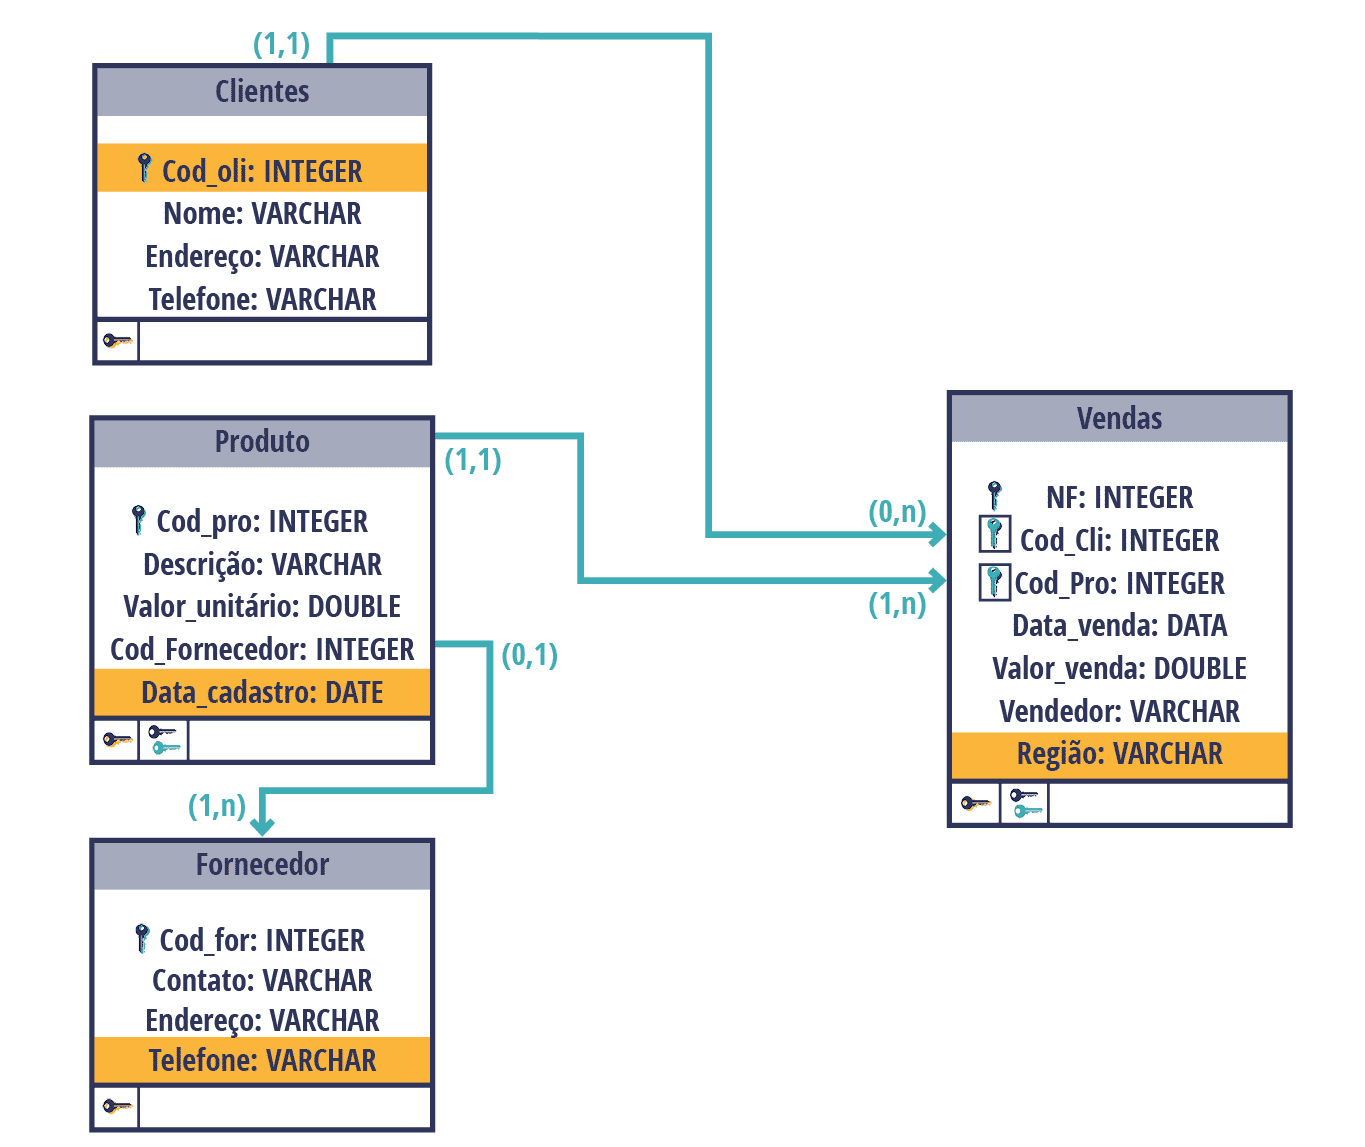 (1,1)
Clientes
Cod_oli: INTEGER
Nome: VARCHAR
Endereço: VARCHAR
Telefone: VARCHAR
Produto
(1,1)
Cod_pro: INTEGER
Descrição: VARCHAR
Valor_unitário: DOUBLE
Cod_Fornecedor: INTEGER
(0,1)
Data_cadastro: DATE
(1,n)
Fornecedor
Cod_for: INTEGER
Contato: VARCHAR
Endereço: VARCHAR
Telefone: VARCHAR
Vendas
(0,n)
(1,n)
NF: INTEGER
Cod_Cli: INTEGER
Cod_Pro: INTEGER
Data_venda: DATA
Valor_venda: DOUBLE
Vendedor: VARCHAR
Região: VARCHAR